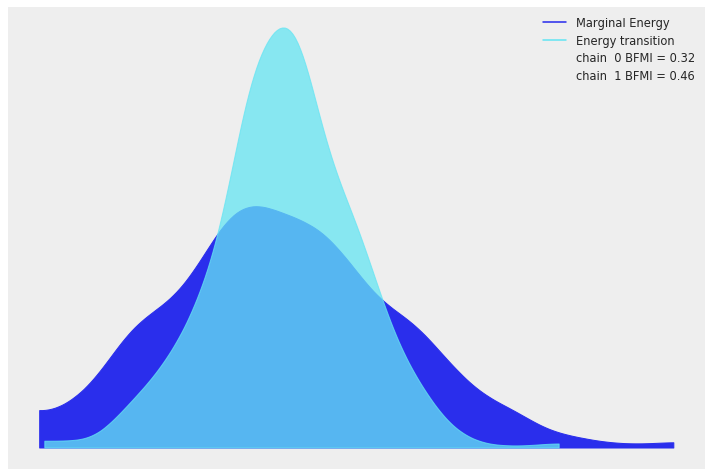 Marginal Energy
Energy transition
chain  0 BFMI = 0.32
chain  1 BFMI = 0.46